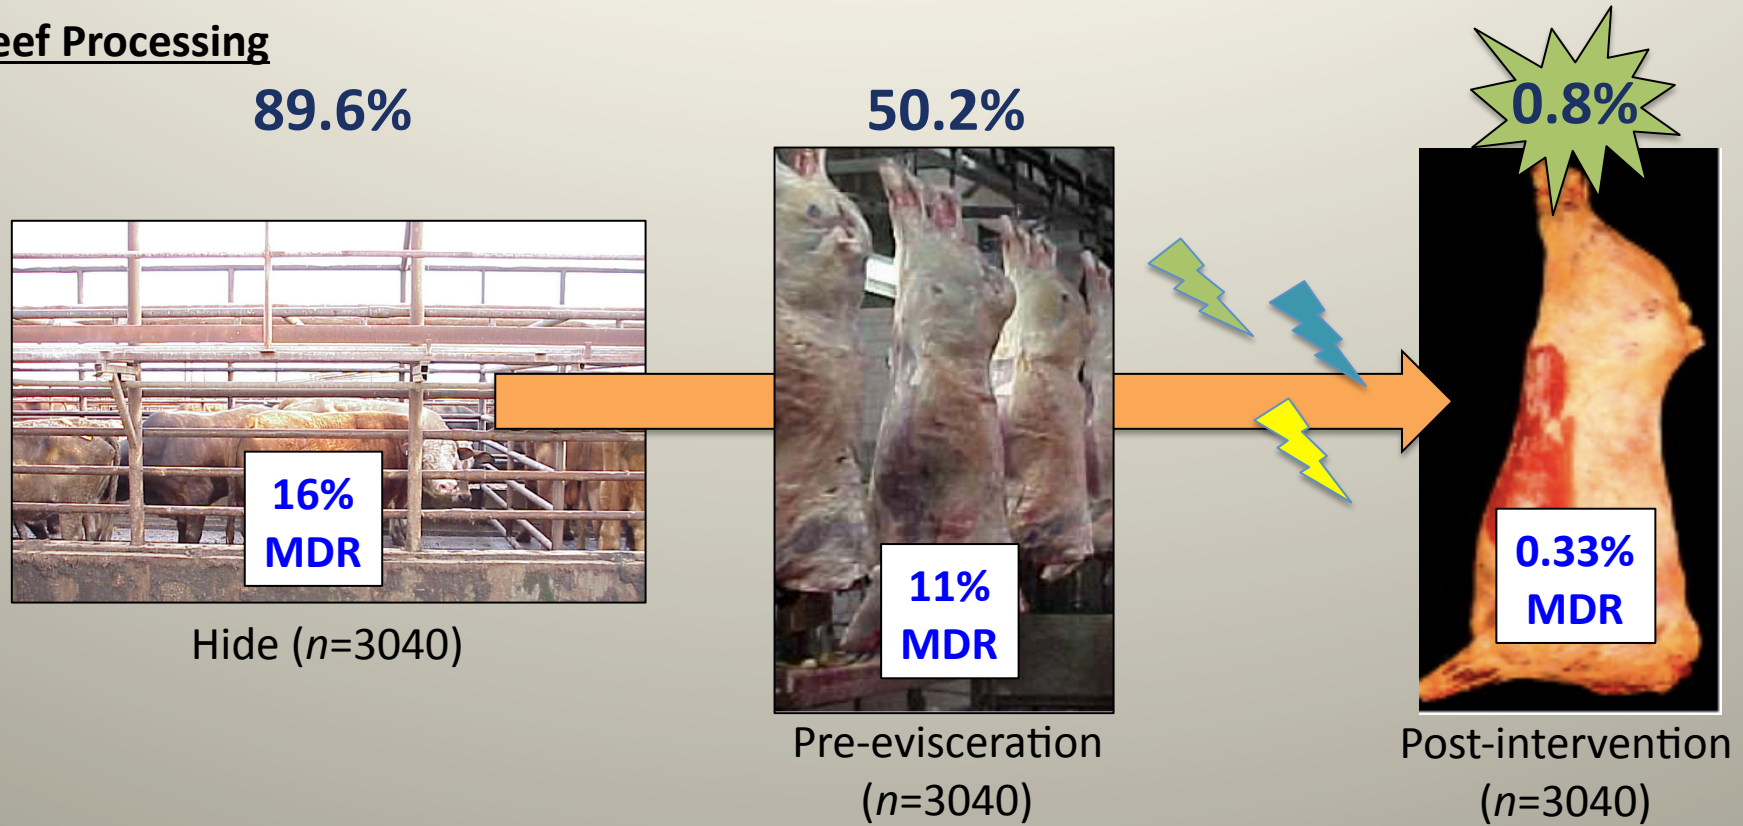 eef Processing
89.6%
50.2%
0.8%
16%
MDR
11%
MDR
0.33%
MDR
Hide (n=3040)
Pre-evisceration
(n=3040)
Post-intervention
(n=3040)